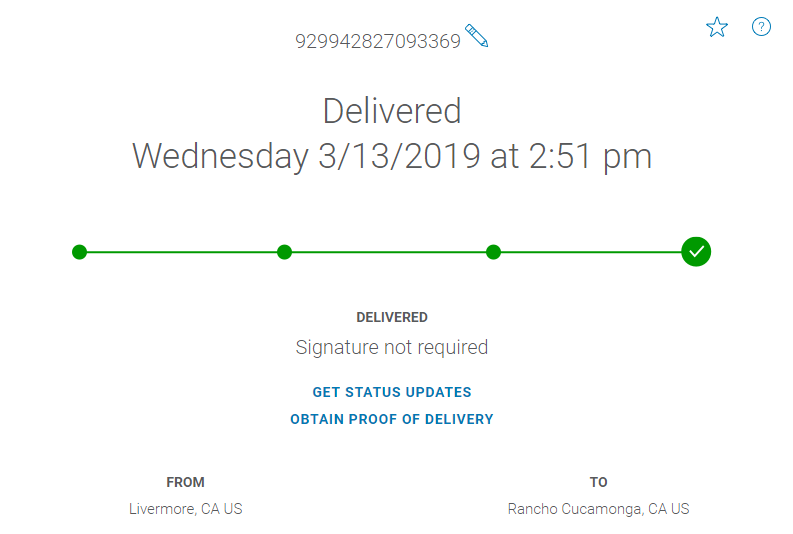 929942827093369
?
Delivered
Wednesday 3/13/2019 at 2:51 pm
DELIVERED
Signature not required
GET STATUS UPDATES
OBTAIN PROOF OF DELIVERY
FROM
TO
Livermore, CA US
Rancho Cucamonga, CA US